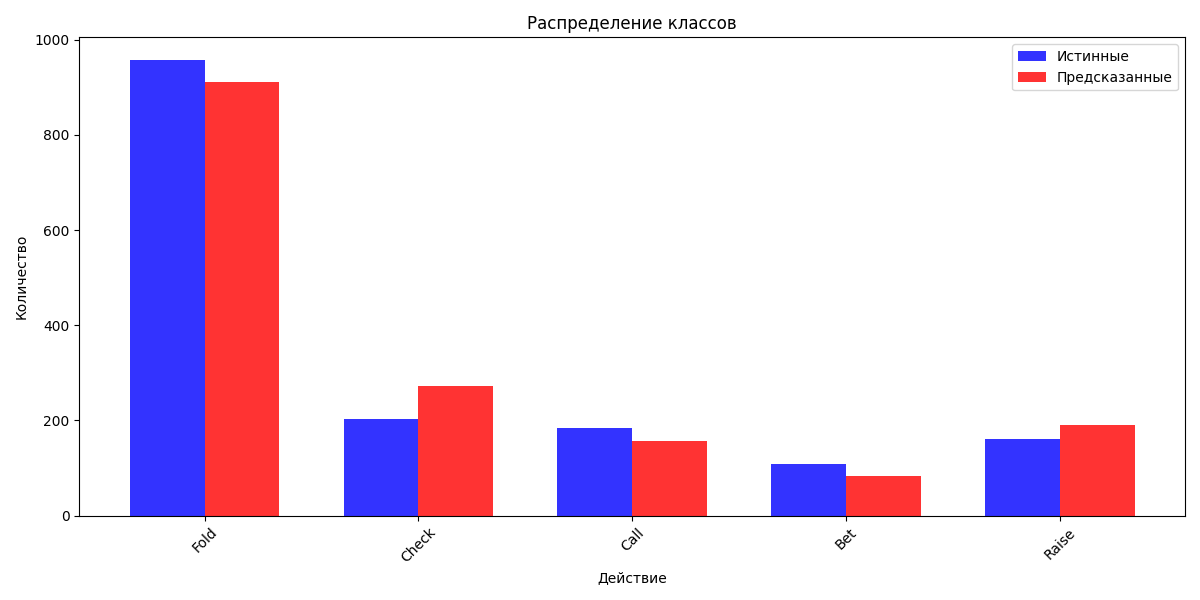 Распределение классов
Истинные
Предсказанные
Количество
1000
800
600
400
200
0
Fold
Check
Call
Bet
Raise
Действие